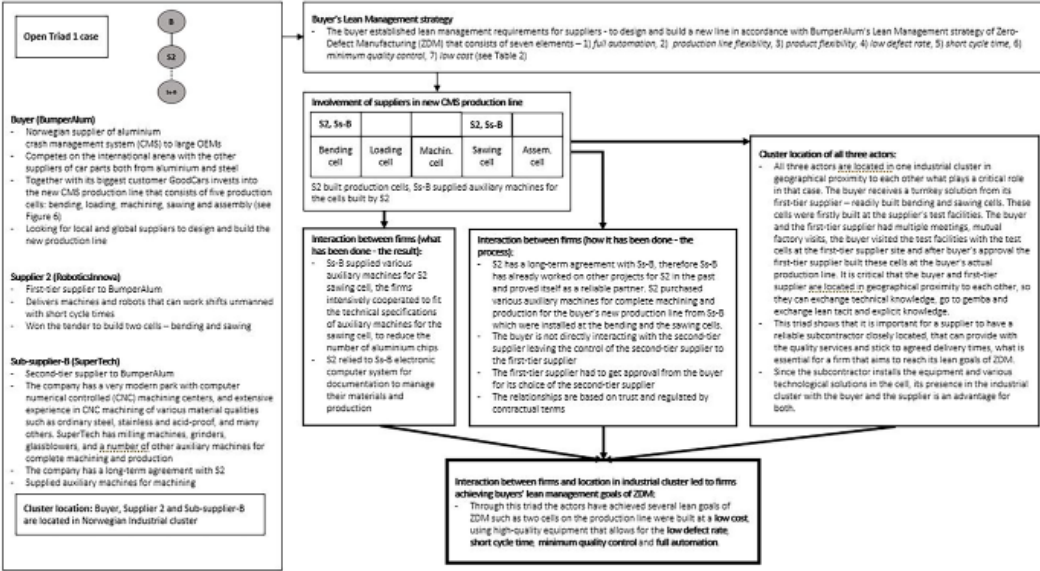 Open Triad 1 case
B
S2
Ss-B
Buyer (BumperAlum)
- Norwegian supplier of aluminium
crash management system (CMS) to large OEMs
- Competes on the international arena with the other
suppliers of car parts both from aluminium and steel
- Together with its biggest customer GoodCars invests into
the new CMS production line that consists of five production
cells: bending, loading, machining, sawing and assembly (see
Figure 6)
- Looking for local and global suppliers to design and build the
new production line
Supplier 2 (RoboticsInnova)
- First-tier supplier to BumperAlum
- Delivers machines and robots that can work shifts unmanned
with short cycle times
- Won the tender to build two cells – bending and sawing
Sub-supplier-B (SuperTech)
- Second-tier supplier to BumperAlum
- The company has a very modern park with computer
numerical controlled (CNC) machining centers, and extensive
experience in CNC machining of various material qualities
such as ordinary steel, stainless and acid-proof, and many
others. SuperTech has milling machines, grinders,
glassblowers, and a number of other auxiliary machines for
complete machining and production
- The company has a long-term agreement with S2
- Supplied auxiliary machines for machining
Cluster location: Buyer, Supplier 2 and Sub-supplier-B
are located in Norwegian Industrial cluster
Buyer's Lean Management strategy
- The buyer established lean management requirements for suppliers - to design and build a new line in accordance with BumperAlum's Lean Management strategy of Zero-
Defect Manufacturing (ZDM) that consists of seven elements – 1) full automation, 2) production line flexibility, 3) product flexibility, 4) low defect rate, 5) short cycle time, 6)
minimum quality control, 7) low cost (see Table 2)
Involvement of suppliers in new CMS production line
S2, Ss-B S2, Ss-B
Bending cell Loading cell Machin. cell Sawing cell Assem. cell
S2 built production cells, Ss-B supplied auxiliary machines for
the cells built by S2
Interaction between firms (what
has been done - the result):
- Ss-B supplied various
auxiliary machines for S2
sawing cell, the firms
intensively cooperated to fit
the technical specifications
of auxiliary machines for the
sawing cell, to reduce the
number of aluminium chips
- S2 relied to Ss-B electronic
computer system for
documentation to manage
their materials and
production
Interaction between firms (how it has been done - the
process):
- S2 has a long-term agreement with Ss-B, therefore Ss-B
has already worked on other projects for S2 in the past
and proved itself as a reliable partner. S2 purchased
various auxiliary machines for complete machining and
production for the buyer's new production line from Ss-B
which were installed at the bending and the sawing cells.
- The buyer is not directly interacting with the second-tier
supplier leaving the control of the second-tier supplier to
the first-tier supplier
- The first-tier supplier had to get approval from the buyer
for its choice of the second-tier supplier
- The relationships are based on trust and regulated by
contractual terms
Cluster location of all three actors:
- All three actors are located in one industrial cluster in
geographical proximity to each other what plays a critical role
in that case. The buyer receives a turnkey solution from its
first-tier supplier – readily built bending and sawing cells. These
cells were firstly built at the supplier's test facilities. The buyer
and the first-tier supplier had multiple meetings, mutual
factory visits, the buyer visited the test facilities with the test
cells at the first-tier supplier site and after buyer's approval the
first-tier supplier built these cells at the buyer's actual
production line. It is critical that the buyer and first-tier
supplier are located in geographical proximity to each other, so
they can exchange technical knowledge, go to gemba and
exchange lean tacit and explicit knowledge.
- This triad shows that it is important for a supplier to have a
reliable subcontractor closely located, that can provide with
the quality services and stick to agreed delivery times, what is
essential for a firm that aims to reach its lean goals of ZDM.
- Since the subcontractor installs the equipment and various
technological solutions in the cell, its presence in the industrial
cluster with the buyer and the supplier is an advantage for
both.
Interaction between firms and location in industrial cluster led to firms
achieving buyers' lean management goals of ZDM:
- Through this triad the actors have achieved several lean goals of
ZDM such as two cells on the production line were built at a low cost,
using high-quality equipment that allows for the low defect rate,
short cycle time, minimum quality control and full automation.